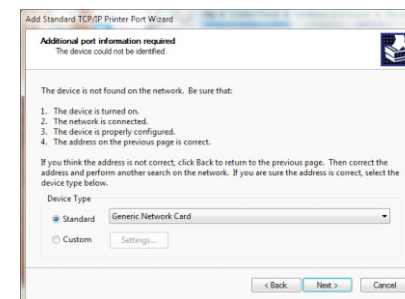 Add Standard TCP/IP Printer Port Wizard
Additional port information required
The device could not be identified.
The device is not found on the network. Be sure that:
1. The device is turned on.
2. The network is connected.
3. The device is properly configured.
4. The address on the previous page is correct.
If you think the address is not correct, click Back to return to the previous page. Then correct the
address and perform another search on the network. If you are sure the address is correct, select the
device type below.
Device Type
Standard
Generic Network Card
Custom
Settings...
< Back
Next >
Cancel